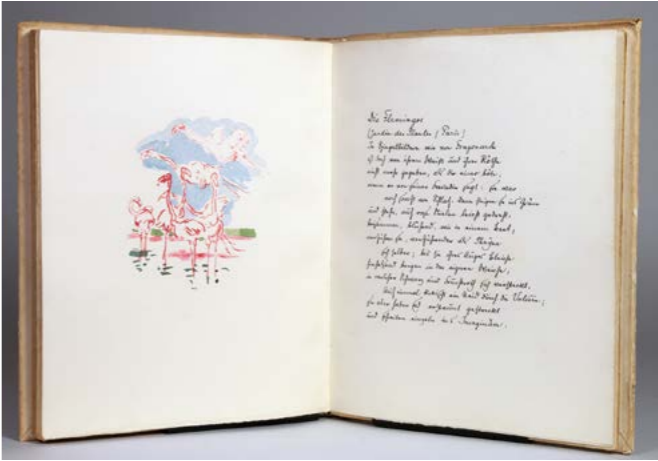 Die Flamingos
(Jardin des Plantes / Paris)
In Spiegelbildern wie von Fragonard
ist doch von ihrem Weiß und ihrer Röthe
nicht mehr gegeben, als dir einer böte,
wenn er von seiner Freundin sagt: sie war
noch sanft von Schlaf. Denn steigen sie ins Grüne
und stehn, auf rosa Stielen leicht gedreht,
beisammen, blühend, wie in einem Beet,
verführen sie, verführender als Phryne
sich selber; bis sie ihres Auges Bleiche
hinhalsend bergen in der eignen Weiche,
in welcher Schwarz und Fruchtrot sich versteckt.
Auf einmal kreischt ein Neid durch die Volière;
sie aber haben sich erstaunt gestreckt
und schreiten einzeln in's Imaginäre.